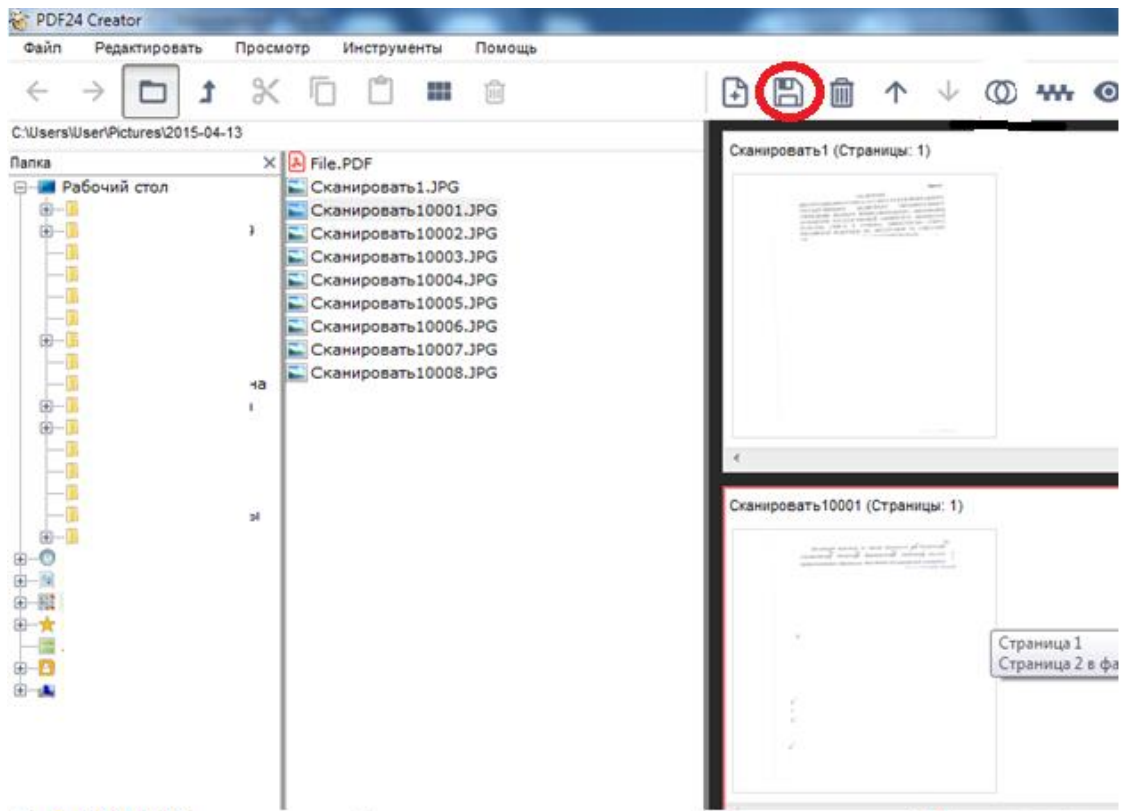 PDF24 Creator
Файл Редактировать Просмотр Инструменты Помощь
C:\Users\User\Pictures\2015-04-13
Папка
Рабочий стол
на
ы
File.PDF
Сканировать1.JPG
Сканировать10001.JPG
Сканировать10002.JPG
Сканировать10003.JPG
Сканировать10004.JPG
Сканировать10005.JPG
Сканировать10006.JPG
Сканировать10007.JPG
Сканировать10008.JPG
Сканировать1 (Страницы: 1)
Сканировать10001 (Страницы: 1)
Страница 1
Страница 2 в фа